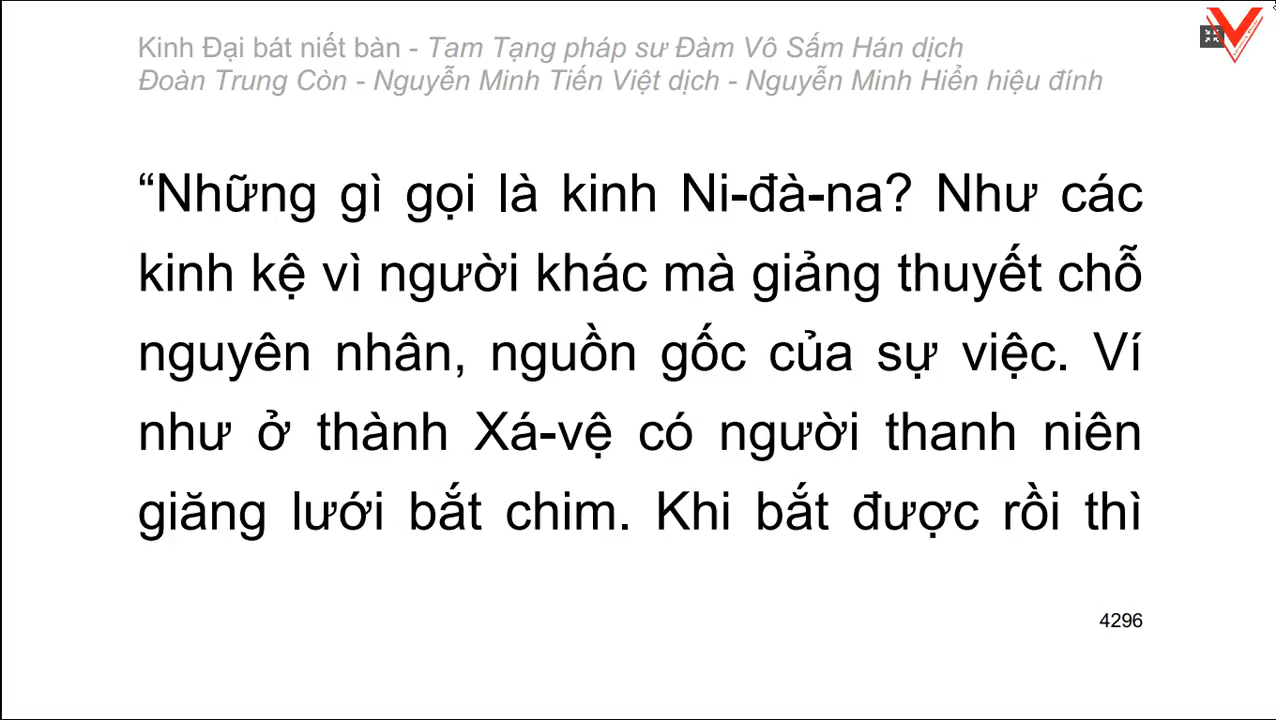 Kinh Đại bát niết bàn - Tam Tạng pháp sư Đàm Vô Sấm Hán dịch
Đoàn Trung Còn - Nguyễn Minh Tiến Việt dịch - Nguyễn Minh Hiển hiệu đính
“Những gì gọi là kinh Ni-đà-na? Như các
kinh kệ vì người khác mà giảng thuyết chỗ
nguyên nhân, nguồn gốc của sự việc. Ví
như ở thành Xá-vệ có người thanh niên
giăng lưới bắt chim. Khi bắt được rồi thì
4296